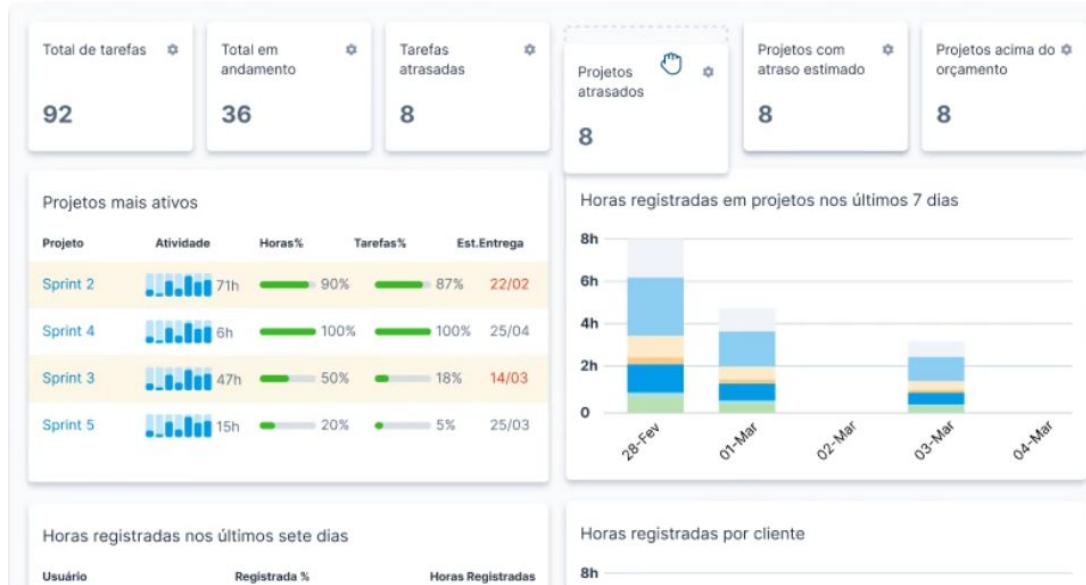 Total de tarefas
92
Total em
andamento
36
Tarefas
atrasadas
8
Projetos
atrasados
8
Projetos com
atraso estimado
8
Projetos acima do
orçamento
8
Projetos mais ativos
Projeto Atividade Horas% Tarefas% Est.Entrega
Sprint 2 71h 90% 87% 22/02
Sprint 4 6h 100% 100% 25/04
Sprint 3 47h 50% 18% 14/03
Sprint 5 15h 20% 5% 25/03
Horas registradas em projetos nos últimos 7 dias
8h
6h
4h
2h
0
28-Fev 01-Mar 02-Mar 03-Mar 04-Mar
Horas registradas nos últimos sete dias
Usuário Registrada % Horas Registradas
Horas registradas por cliente
8h